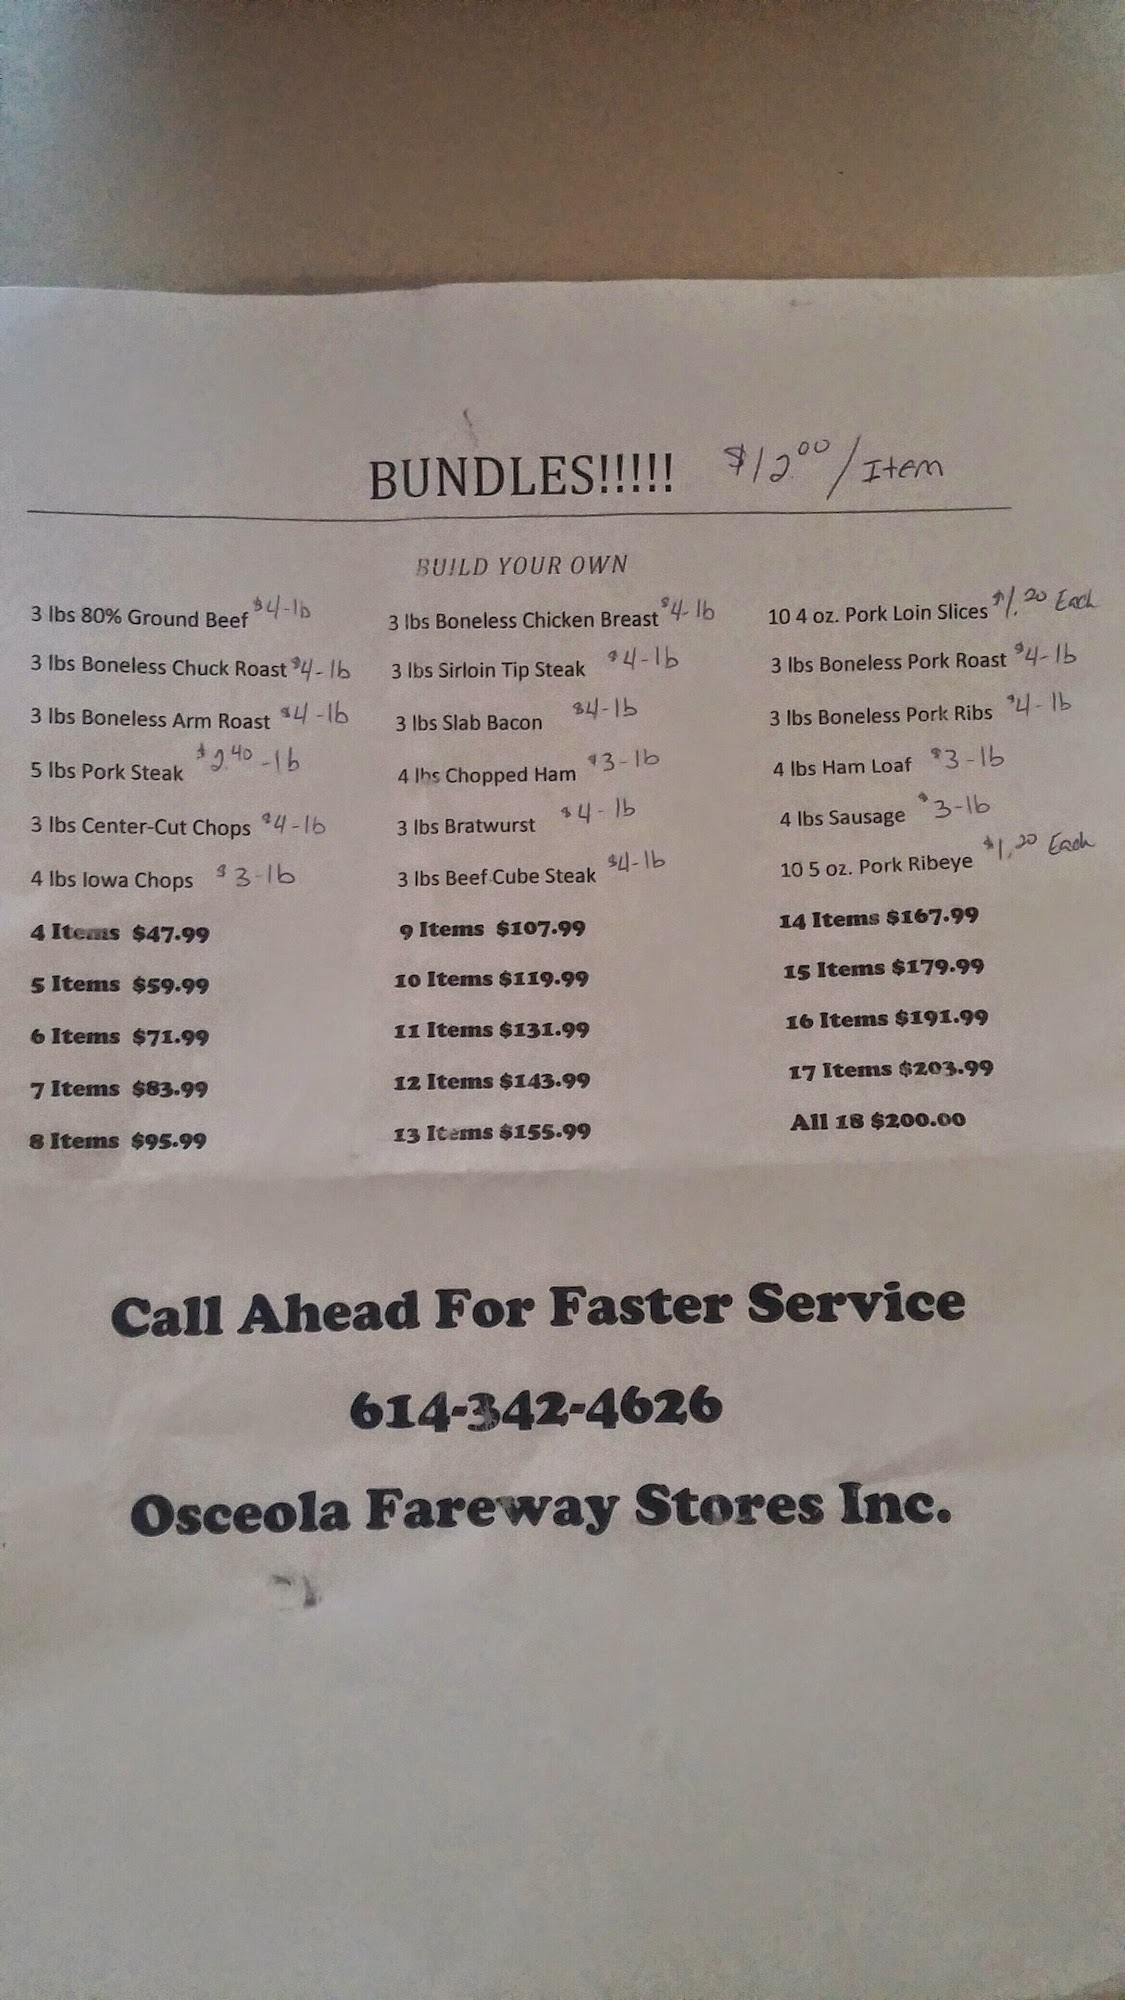 BUNDLES!!!!! $12.00/Item
BUILD YOUR OWN
3 lbs 80% Ground Beef $4-lb
3 lbs Boneless Chuck Roast $4-lb
3 lbs Boneless Arm Roast $4-lb
5 lbs Pork Steak $2.40-lb
3 lbs Center-Cut Chops $4-lb
4 lbs Iowa Chops $3-lb
3 lbs Boneless Chicken Breast $4-lb
3 lbs Sirloin Tip Steak $4-lb
3 lbs Slab Bacon $4-lb
4 lbs Chopped Ham $3-lb
3 lbs Bratwurst $4-lb
3 lbs Beef Cube Steak $4-lb
10 4 oz. Pork Loin Slices $1.20 Each
3 lbs Boneless Pork Roast $4-lb
3 lbs Boneless Pork Ribs $4-lb
4 lbs Ham Loaf $3-lb
4 lbs Sausage $3-lb
10 5 oz. Pork Ribeye $1.20 Each
4 Items $47.99
5 Items $59.99
6 Items $71.99
7 Items $83.99
8 Items $95.99
9 Items $107.99
10 Items $119.99
11 Items $131.99
12 Items $143.99
13 Items $155.99
14 Items $167.99
15 Items $179.99
16 Items $191.99
17 Items $203.99
All 18 $200.00
Call Ahead For Faster Service
614-342-4626
Osceola Fareway Stores Inc.